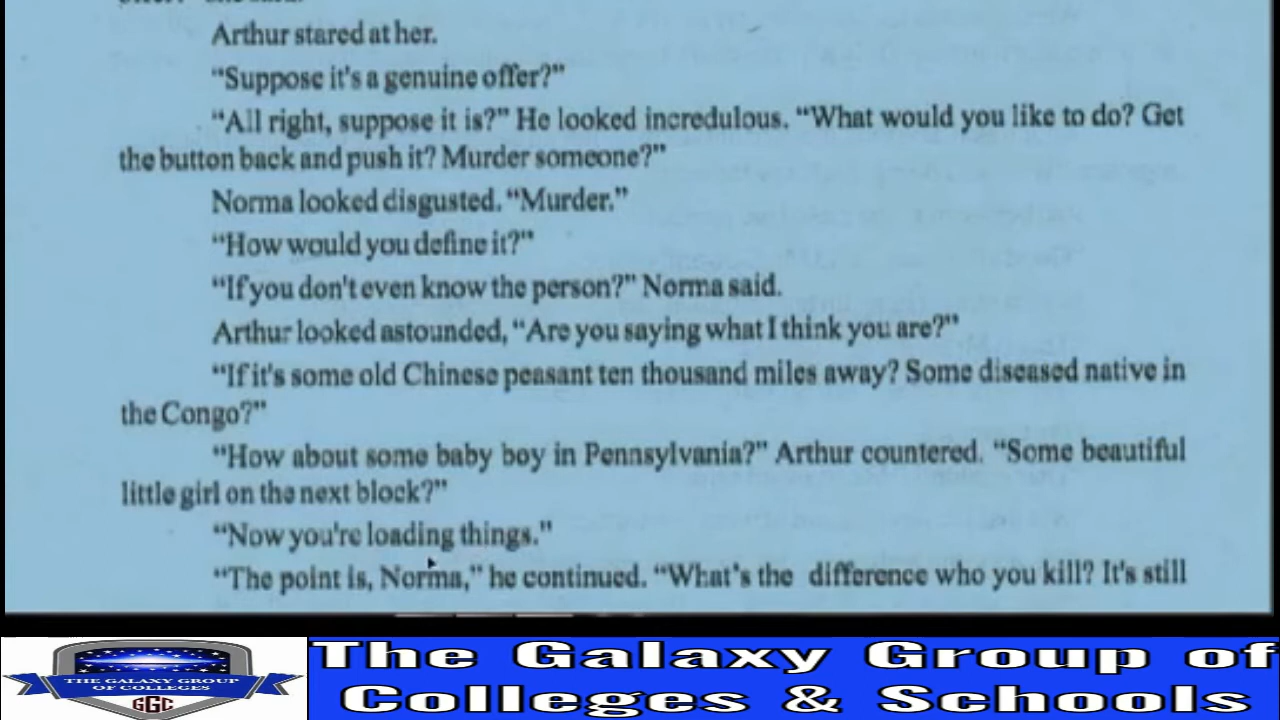 Arthur stared at her.
“Suppose it's a genuine offer?”
“All right, suppose it is?” He looked incredulous. “What would you like to do? Get
the button back and push it? Murder someone?”
Norma looked disgusted. “Murder.”
“How would you define it?”
“If you don't even know the person?” Norma said.
Arthur looked astounded, “Are you saying what I think you are?”
“If it's some old Chinese peasant ten thousand miles away? Some diseased native in
the Congo?”
“How about some baby boy in Pennsylvania?” Arthur countered. “Some beautiful
little girl on the next block?”
“Now you're loading things.”
“The point is, Norma,” he continued. “What's the difference who you kill? It's still
THE GALAXY GROUP
OF COLLEGES
GGC
The Galaxy Group of
Colleges & Schools